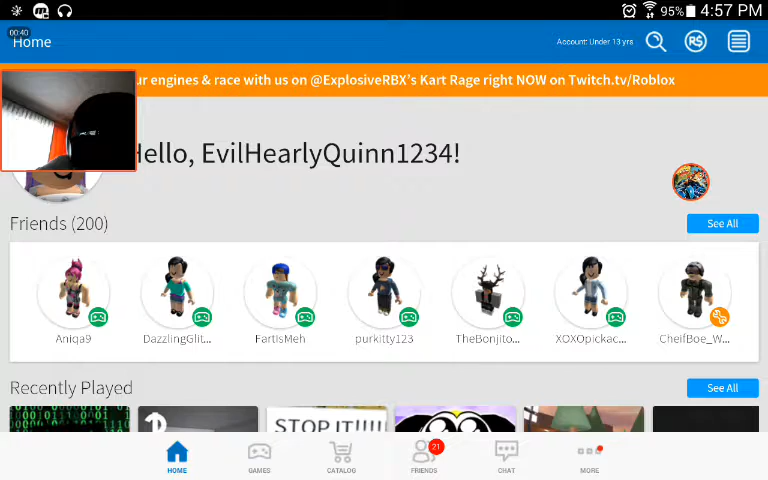 95% 4:57 PM
00:40
Home
Account: Under 13 yrs
R$
ur engines & race with us on @ExplosiveRBX's Kart Rage right NOW on Twitch.tv/Roblox
Hello, EvilHearlyQuinn1234!
Friends (200)
See All
Aniqa9
DazzlingGlit...
FartIsMeh
purkitty123
TheBonjito...
XOXOpickac...
CheifBoe_W...
Recently Played
See All
STOP IT!!!!!
21
HOME
GAMES
CATALOG
FRIENDS
CHAT
MORE